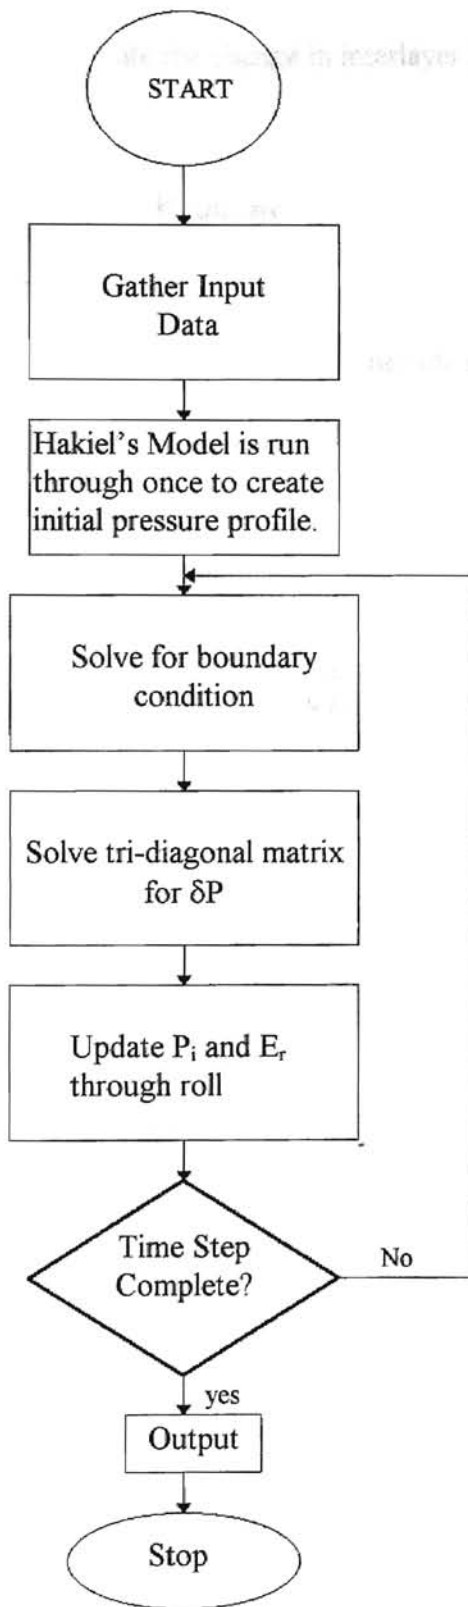 START
Gather Input
Data
Hakiel's Model is run
through once to create
initial pressure profile.
Solve for boundary
condition
Solve tri-diagonal matrix
for δP
Update Pᵢ and Eᵣ
through roll
Time Step
Complete?
No
yes
Output
Stop